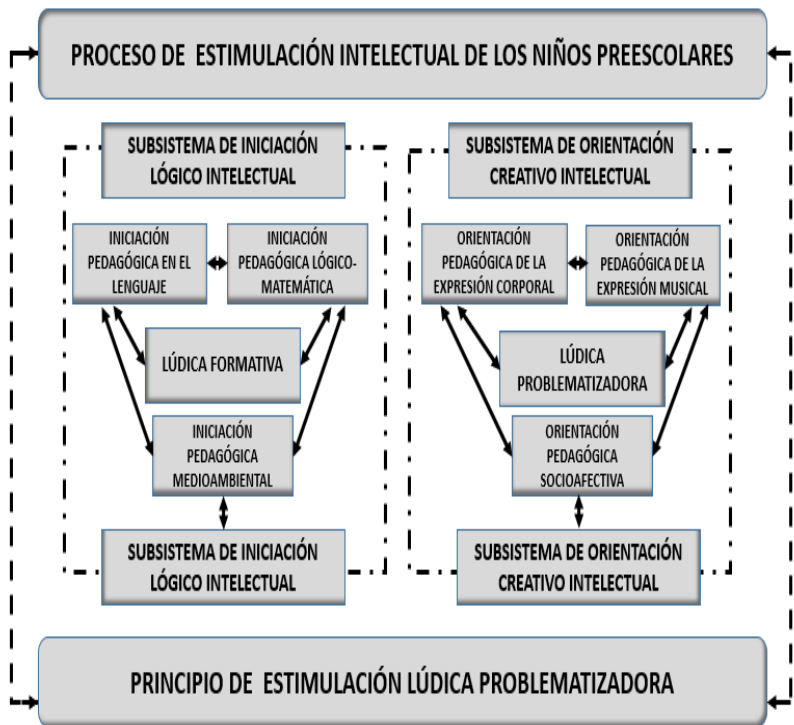 PROCESO DE ESTIMULACIÓN INTELECTUAL DE LOS NIÑOS PREESCOLARES
SUBSISTEMA DE INICIACIÓN
LÓGICO INTELECTUAL
SUBSISTEMA DE ORIENTACIÓN
CREATIVO INTELECTUAL
INICIACIÓN
PEDAGÓGICA EN EL
LENGUAJE
INICIACIÓN
PEDAGÓGICA LÓGICO-
MATEMÁTICA
ORIENTACIÓN
PEDAGÓGICA DE LA
EXPRESIÓN CORPORAL
ORIENTACIÓN
PEDAGÓGICA DE LA
EXPRESIÓN MUSICAL
LÚDICA FORMATIVA
LÚDICA
PROBLEMATIZADORA
INICIACIÓN
PEDAGÓGICA
MEDIOAMBIENTAL
ORIENTACIÓN
PEDAGÓGICA
SOCIOAFECTIVA
SUBSISTEMA DE INICIACIÓN
LÓGICO INTELECTUAL
SUBSISTEMA DE ORIENTACIÓN
CREATIVO INTELECTUAL
PRINCIPIO DE ESTIMULACIÓN LÚDICA PROBLEMATIZADORA